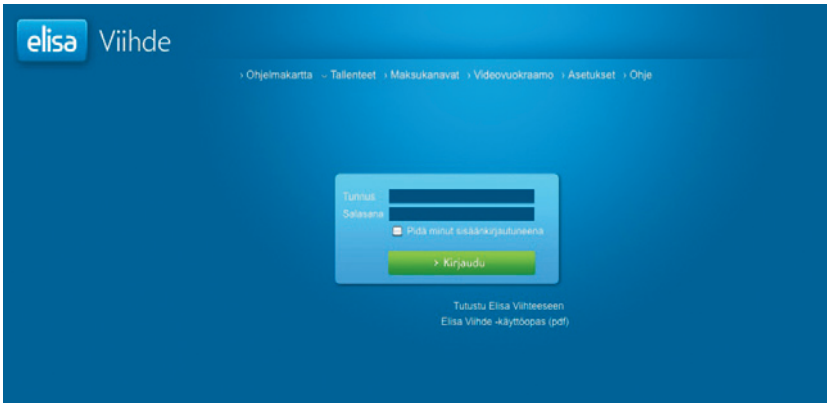 elisa Viihde
› Ohjelmakartta ⌄ Tallenteet › Maksukanavat › Videovuokraamo › Asetukset › Ohje
Tunnus
Salasana
Pidä minut sisäänkirjautuneena
› Kirjaudu
Tutustu Elisa Viihteeseen
Elisa Viihde -käyttöopas (pdf)